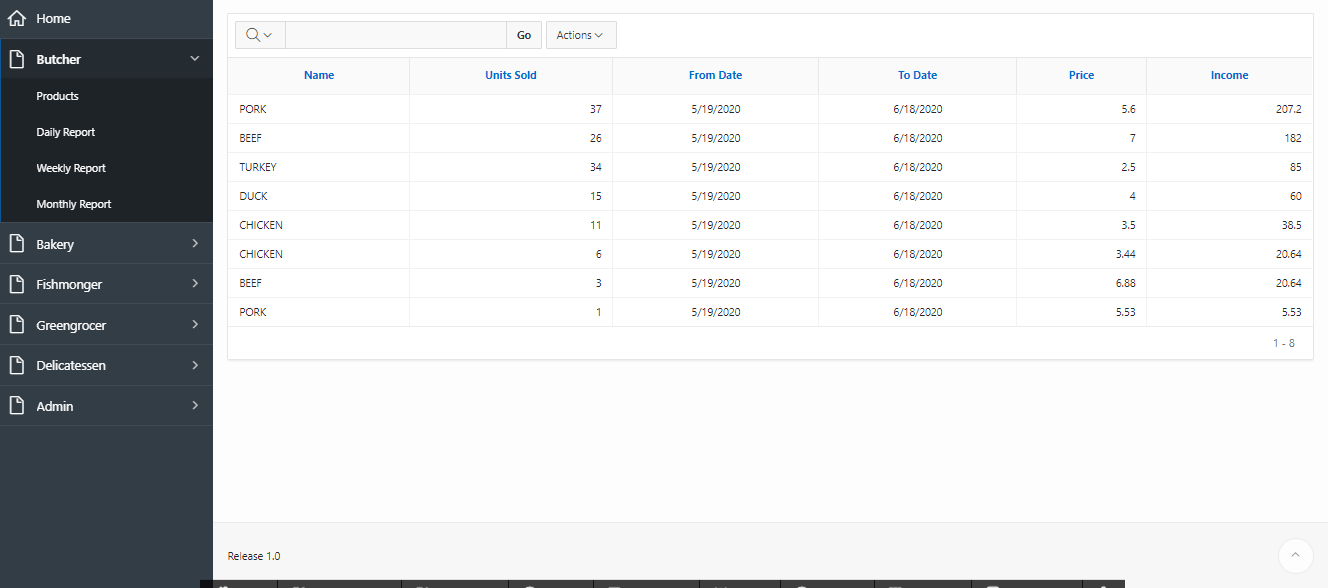 Home
Butcher
Products
Daily Report
Weekly Report
Monthly Report
Bakery
Fishmonger
Greengrocer
Delicatessen
Admin
Go Actions
Name Units Sold From Date To Date Price Income
PORK 37 5/19/2020 6/18/2020 5.6 207.2
BEEF 26 5/19/2020 6/18/2020 7 182
TURKEY 34 5/19/2020 6/18/2020 2.5 85
DUCK 15 5/19/2020 6/18/2020 4 60
CHICKEN 11 5/19/2020 6/18/2020 3.5 38.5
CHICKEN 6 5/19/2020 6/18/2020 3.44 20.64
BEEF 3 5/19/2020 6/18/2020 6.88 20.64
PORK 1 5/19/2020 6/18/2020 5.53 5.53
1 - 8
Release 1.0